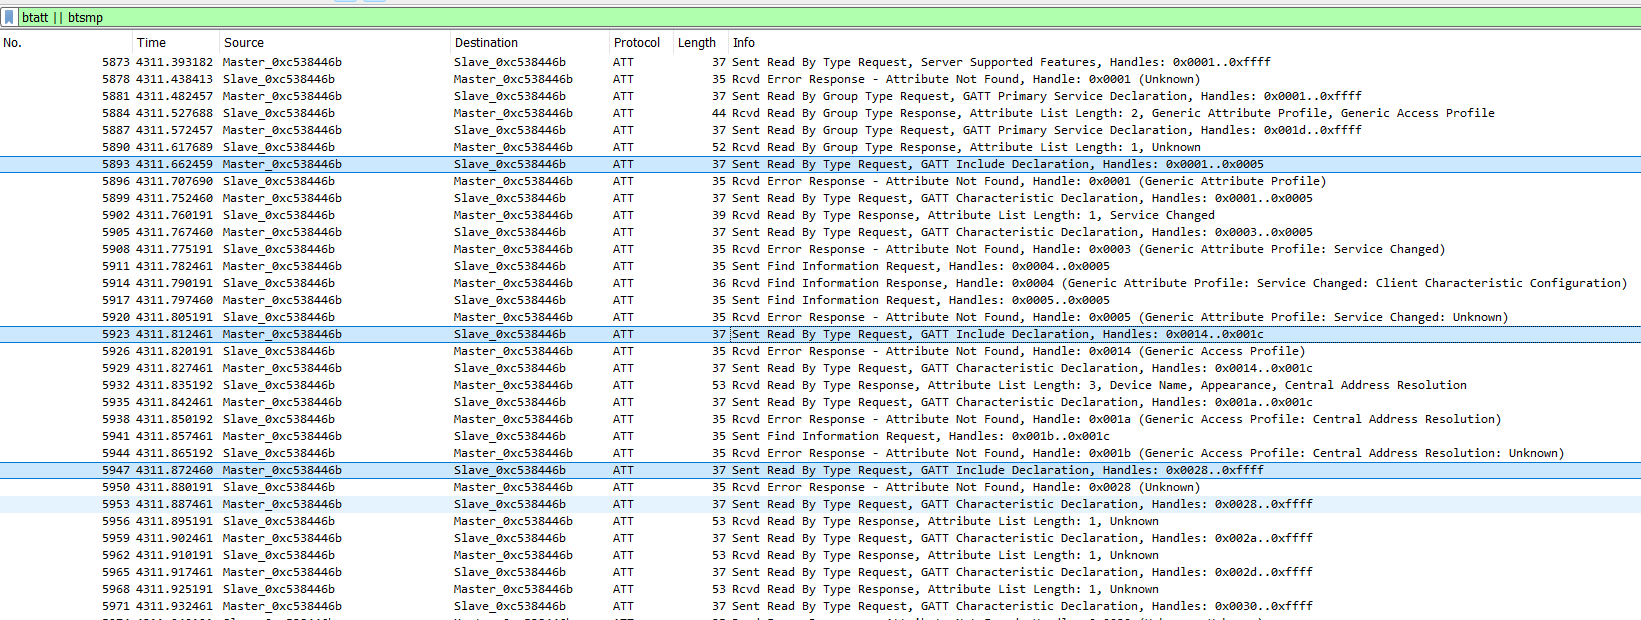 btatt || btsmp
No. Time Source Destination Protocol Length Info
5873 4311.393182 Master_0xc538446b Slave_0xc538446b ATT 37 Sent Read By Type Request, Server Supported Features, Handles: 0x0001..0xffff
5878 4311.438413 Slave_0xc538446b Master_0xc538446b ATT 35 Rcvd Error Response - Attribute Not Found, Handle: 0x0001 (Unknown)
5881 4311.482457 Master_0xc538446b Slave_0xc538446b ATT 37 Sent Read By Group Type Request, GATT Primary Service Declaration, Handles: 0x0001..0xffff
5884 4311.527688 Slave_0xc538446b Master_0xc538446b ATT 44 Rcvd Read By Group Type Response, Attribute List Length: 2, Generic Attribute Profile, Generic Access Profile
5887 4311.572457 Master_0xc538446b Slave_0xc538446b ATT 37 Sent Read By Group Type Request, GATT Primary Service Declaration, Handles: 0x001d..0xffff
5890 4311.617689 Slave_0xc538446b Master_0xc538446b ATT 52 Rcvd Read By Group Type Response, Attribute List Length: 1, Unknown
5893 4311.662459 Master_0xc538446b Slave_0xc538446b ATT 37 Sent Read By Type Request, GATT Include Declaration, Handles: 0x0001..0x0005
5896 4311.707690 Slave_0xc538446b Master_0xc538446b ATT 35 Rcvd Error Response - Attribute Not Found, Handle: 0x0001 (Generic Attribute Profile)
5899 4311.752460 Master_0xc538446b Slave_0xc538446b ATT 37 Sent Read By Type Request, GATT Characteristic Declaration, Handles: 0x0001..0x0005
5902 4311.760191 Slave_0xc538446b Master_0xc538446b ATT 39 Rcvd Read By Type Response, Attribute List Length: 1, Service Changed
5905 4311.767460 Master_0xc538446b Slave_0xc538446b ATT 37 Sent Read By Type Request, GATT Characteristic Declaration, Handles: 0x0003..0x0005
5908 4311.775191 Slave_0xc538446b Master_0xc538446b ATT 35 Rcvd Error Response - Attribute Not Found, Handle: 0x0003 (Generic Attribute Profile: Service Changed)
5911 4311.782461 Master_0xc538446b Slave_0xc538446b ATT 35 Sent Find Information Request, Handles: 0x0004..0x0005
5914 4311.790191 Slave_0xc538446b Master_0xc538446b ATT 36 Rcvd Find Information Response, Handle: 0x0004 (Generic Attribute Profile: Service Changed: Client Characteristic Configuration)
5917 4311.797460 Master_0xc538446b Slave_0xc538446b ATT 35 Sent Find Information Request, Handles: 0x0005..0x0005
5920 4311.805191 Slave_0xc538446b Master_0xc538446b ATT 35 Rcvd Error Response - Attribute Not Found, Handle: 0x0005 (Generic Attribute Profile: Service Changed: Unknown)
5923 4311.812461 Master_0xc538446b Slave_0xc538446b ATT 37 Sent Read By Type Request, GATT Include Declaration, Handles: 0x0014..0x001c
5926 4311.820191 Slave_0xc538446b Master_0xc538446b ATT 35 Rcvd Error Response - Attribute Not Found, Handle: 0x0014 (Generic Access Profile)
5929 4311.827461 Master_0xc538446b Slave_0xc538446b ATT 37 Sent Read By Type Request, GATT Characteristic Declaration, Handles: 0x0014..0x001c
5932 4311.835192 Slave_0xc538446b Master_0xc538446b ATT 53 Rcvd Read By Type Response, Attribute List Length: 3, Device Name, Appearance, Central Address Resolution
5935 4311.842461 Master_0xc538446b Slave_0xc538446b ATT 37 Sent Read By Type Request, GATT Characteristic Declaration, Handles: 0x001a..0x001c
5938 4311.850192 Slave_0xc538446b Master_0xc538446b ATT 35 Rcvd Error Response - Attribute Not Found, Handle: 0x001a (Generic Access Profile: Central Address Resolution)
5941 4311.857461 Master_0xc538446b Slave_0xc538446b ATT 35 Sent Find Information Request, Handles: 0x001b..0x001c
5944 4311.865192 Slave_0xc538446b Master_0xc538446b ATT 35 Rcvd Error Response - Attribute Not Found, Handle: 0x001b (Generic Access Profile: Central Address Resolution: Unknown)
5947 4311.872460 Master_0xc538446b Slave_0xc538446b ATT 37 Sent Read By Type Request, GATT Include Declaration, Handles: 0x0028..0xffff
5950 4311.880191 Slave_0xc538446b Master_0xc538446b ATT 35 Rcvd Error Response - Attribute Not Found, Handle: 0x0028 (Unknown)
5953 4311.887461 Master_0xc538446b Slave_0xc538446b ATT 37 Sent Read By Type Request, GATT Characteristic Declaration, Handles: 0x0028..0xffff
5956 4311.895191 Slave_0xc538446b Master_0xc538446b ATT 53 Rcvd Read By Type Response, Attribute List Length: 1, Unknown
5959 4311.902461 Master_0xc538446b Slave_0xc538446b ATT 37 Sent Read By Type Request, GATT Characteristic Declaration, Handles: 0x002a..0xffff
5962 4311.910191 Slave_0xc538446b Master_0xc538446b ATT 53 Rcvd Read By Type Response, Attribute List Length: 1, Unknown
5965 4311.917461 Master_0xc538446b Slave_0xc538446b ATT 37 Sent Read By Type Request, GATT Characteristic Declaration, Handles: 0x002d..0xffff
5968 4311.925191 Slave_0xc538446b Master_0xc538446b ATT 53 Rcvd Read By Type Response, Attribute List Length: 1, Unknown
5971 4311.932461 Master_0xc538446b Slave_0xc538446b ATT 37 Sent Read By Type Request, GATT Characteristic Declaration, Handles: 0x0030..0xffff